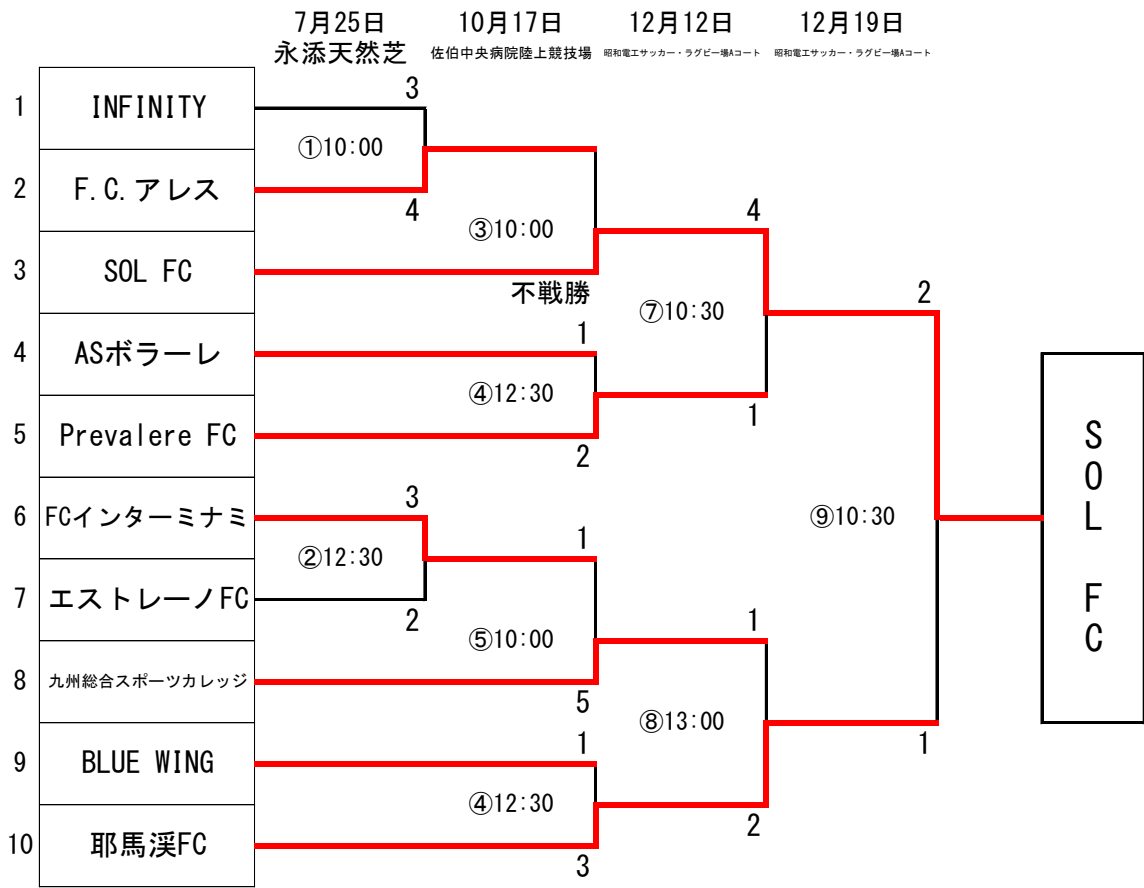 7月25日 10月17日 12月12日 12月19日
永添天然芝 佐伯中央病院陸上競技場 昭和電工サッカー・ラグビー場Aコート 昭和電工サッカー・ラグビー場Aコート
3
1 INFINITY
①10:00
2 F.C.アレス
4
4
③10:00
3 SOL FC
不戦勝
2
⑦10:30
1
4 ASボラーレ
④12:30
1
5 Prevalere FC
2
SOL FC
3
6 FCインターミナミ
⑨10:30
1
②12:30
7 エストレーノFC
2
1
⑤10:00
8 九州総合スポーツカレッジ
5
⑧13:00
1
1
9 BLUE WING
④12:30
2
10 耶馬渓FC
3